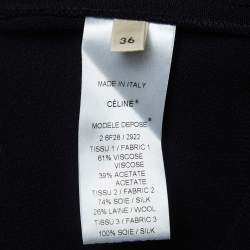 36
MADE IN ITALY
CÉLINE®
MODELE DEPOSE
2 6F26 / 2922
TISSU 1 / FABRIC 1
61% VISCOSE
VISCOSE
39% ACETATE
ACETATE
TISSU 2 / FABRIC 2
74% SOIE / SILK
26% LAINE / WOOL
TISSU 3 / FABRIC 3
100% SOIE / SILK